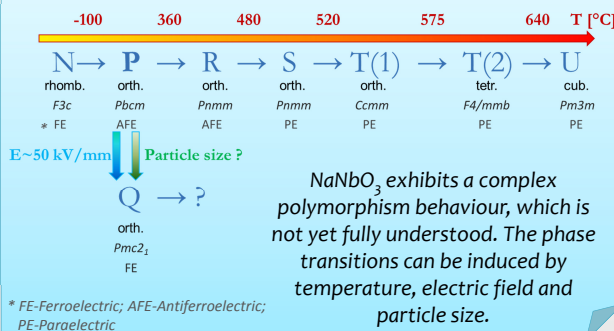 -100 360 480 520 575 640 T [°C]
N→ P → R → S → T(1) → T(2) → U
rhomb. orth. orth. orth. orth. tetr. cub.
F3c Pbcm Pnmm Pnmm Ccmm F4/mmb Pm3m
* FE AFE AFE PE PE PE PE
E~50 kV/mm Particle size ?
Q → ?
orth.
Pmc2₁
FE
NaNbO₃ exhibits a complex
polymorphism behaviour, which is
not yet fully understood. The phase
transitions can be induced by
temperature, electric field and
particle size.
* FE-Ferroelectric; AFE-Antiferroelectric;
PE-Paraelectric